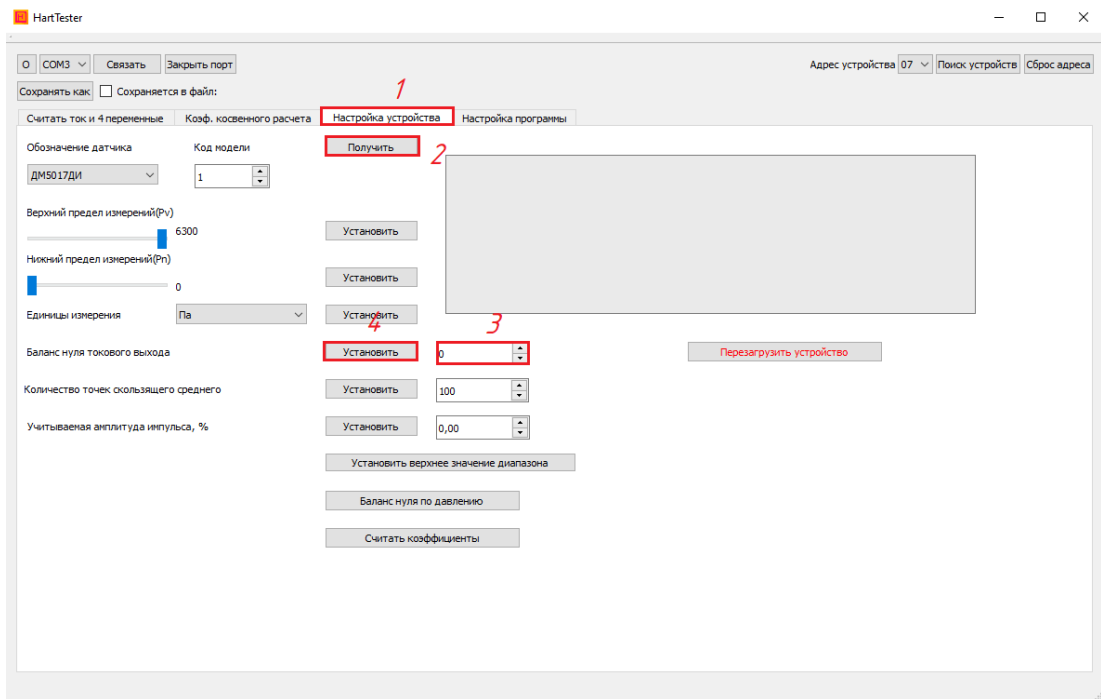 HartTester
О COM3 Связать Закрыть порт Адрес устройства 07 Поиск устройств Сброс адреса
Сохранять как Сохраняется в файл: 1
Считать ток и 4 переменные Коэф. косвенного расчета Настройка устройства Настройка программы
Обозначение датчика Код модели Получить 2
ДМ5017ДИ 1
Верхний предел измерений(Pv)
6300 Установить
Нижний предел измерений(Pn)
0 Установить
Единицы измерения Па Установить
4 3
Баланс нуля токового выхода Установить 0 Перезагрузить устройство
Количество точек скользящего среднего Установить 100
Учитываемая амплитуда импульса, % Установить 0,00
Установить верхнее значение диапазона
Баланс нуля по давлению
Считать коэффициенты